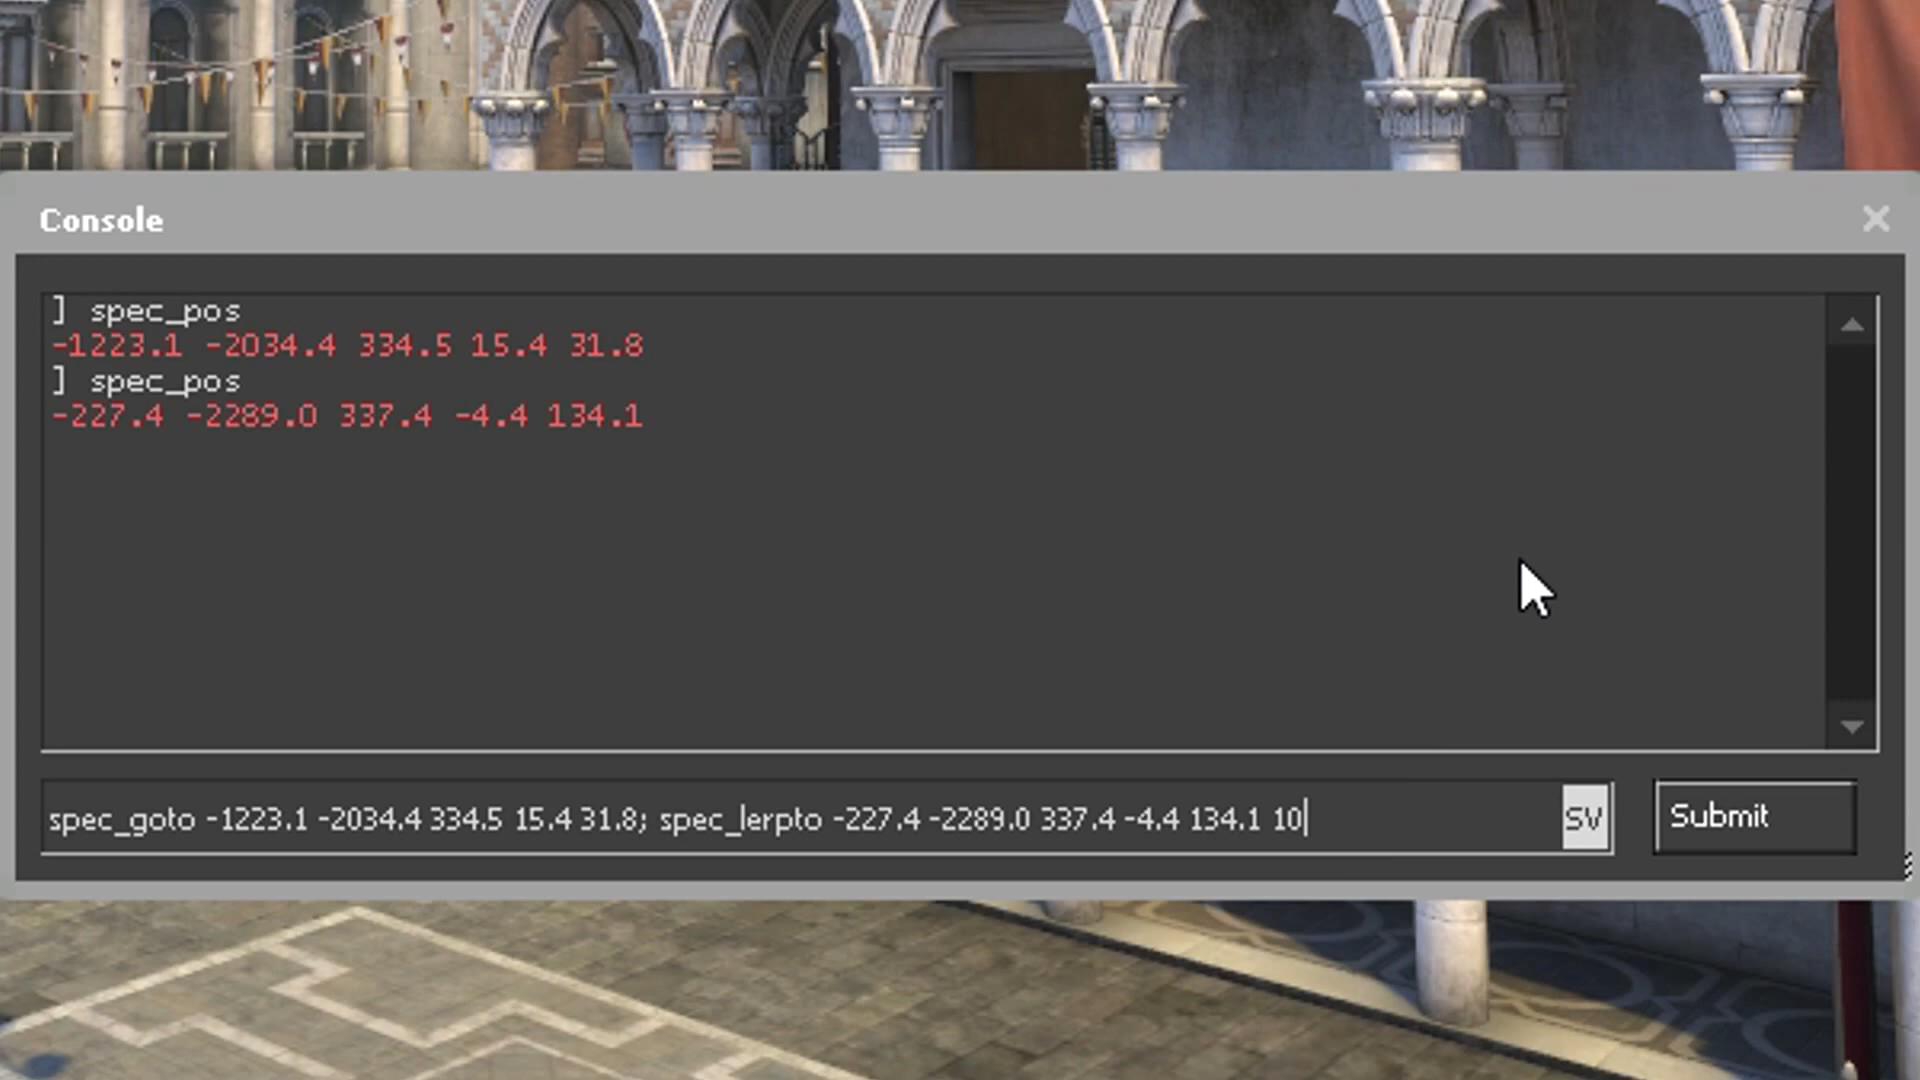 Console
] spec_pos
-1223.1 -2034.4 334.5 15.4 31.8
] spec_pos
-227.4 -2289.0 337.4 -4.4 134.1
spec_goto -1223.1 -2034.4 334.5 15.4 31.8; spec_lerpto -227.4 -2289.0 337.4 -4.4 134.1 10
SV
Submit